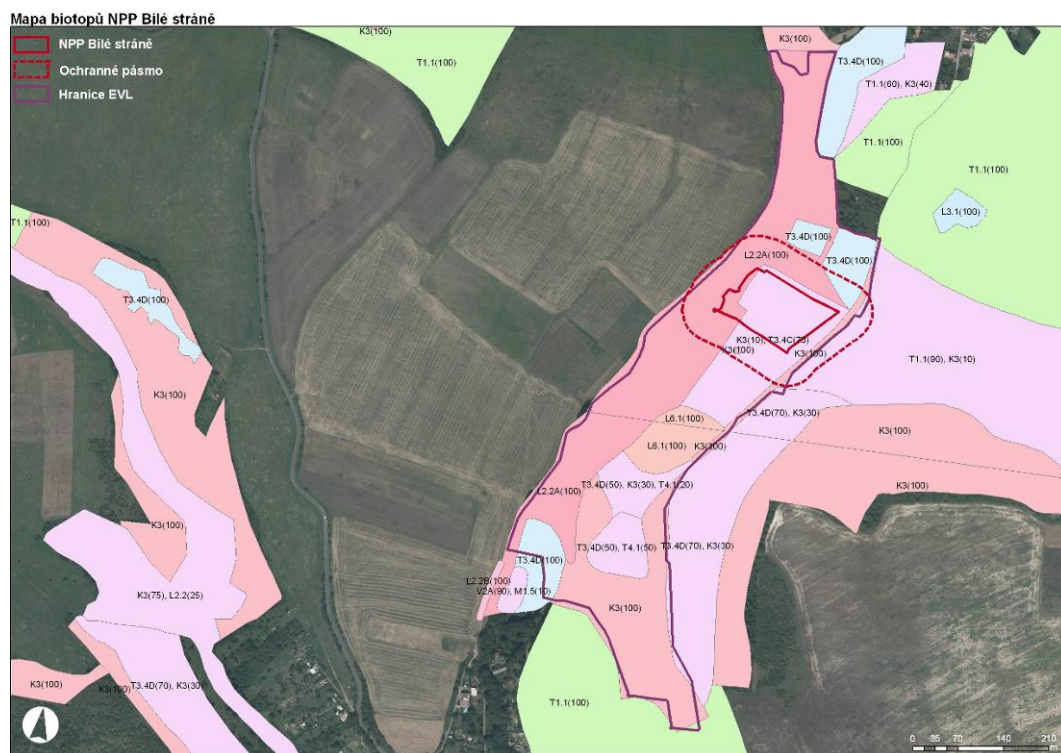 Mapa biotopů NPP Bílé stráně
NPP Bílé stráně
Ochranné pásmo
Hranice EVL
K3(100)
T1.1(100)
K3(100)
T3.4D(100)
T1.1(60), K3(40)
T1.1(100)
T1.1(100)
L3.1(100)
T1.1(100)
T3.4D(100)
L2.2A(100)
T3.4D(100)
T3.4D(100)
K3(10), T3.4C(70)
K3(100)
K3(100)
T1.1(90), K3(10)
K3(100)
L6.1(100)
T3.4D(70), K3(30)
K3(100)
L6.1(100)
K3(100)
T3.4D(50), K3(30), T4.1(20)
K3(100)
L2.2A(100)
K3(100)
T3.4D(50), T4.1(50)
T3.4D(70), K3(30)
T3.4D(100)
L2.2B(100)
V2A(90), M1.5(10)
K3(75), L2.2(25)
K3(100)
K3(100)
K3(100)
T3.4D(70), K3(30)
T1.1(100)
0 35 70 140 210